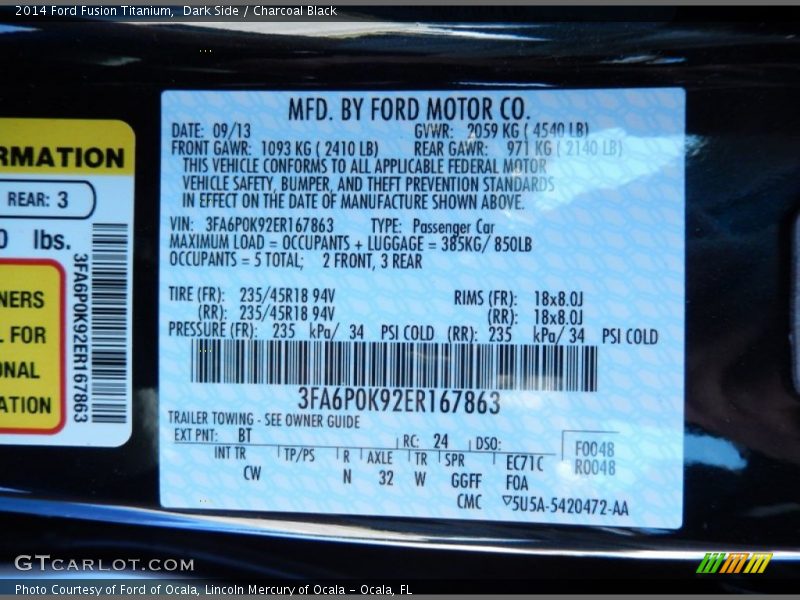 2014 Ford Fusion Titanium, Dark Side / Charcoal Black
RMATION
REAR: 3
0 lbs.
NERS
L FOR
ONAL
ATION
3FA6P0K92ER167863
MFD. BY FORD MOTOR CO.
DATE: 09/13 GVWR: 2059 KG ( 4540 LB)
FRONT GAWR: 1093 KG ( 2410 LB) REAR GAWR: 971 KG ( 2140 LB)
THIS VEHICLE CONFORMS TO ALL APPLICABLE FEDERAL MOTOR
VEHICLE SAFETY, BUMPER, AND THEFT PREVENTION STANDARDS
IN EFFECT ON THE DATE OF MANUFACTURE SHOWN ABOVE.
VIN: 3FA6P0K92ER167863 TYPE: Passenger Car
MAXIMUM LOAD = OCCUPANTS + LUGGAGE = 385KG/ 850LB
OCCUPANTS = 5 TOTAL; 2 FRONT, 3 REAR
TIRE (FR): 235/45R18 94V RIMS (FR): 18x8.0J
(RR): 235/45R18 94V (RR): 18x8.0J
PRESSURE (FR): 235 kPa/ 34 PSI COLD (RR): 235 kPa/ 34 PSI COLD
3FA6P0K92ER167863
TRAILER TOWING - SEE OWNER GUIDE
EXT PNT: BT RC: 24 DSO: F0048
INT TR TP/PS R AXLE TR SPR EC71C R0048
CW N 32 W GGFF FOA
CMC ▽5U5A-5420472-AA
GTCARLOT.COM
Photo Courtesy of Ford of Ocala, Lincoln Mercury of Ocala - Ocala, FL